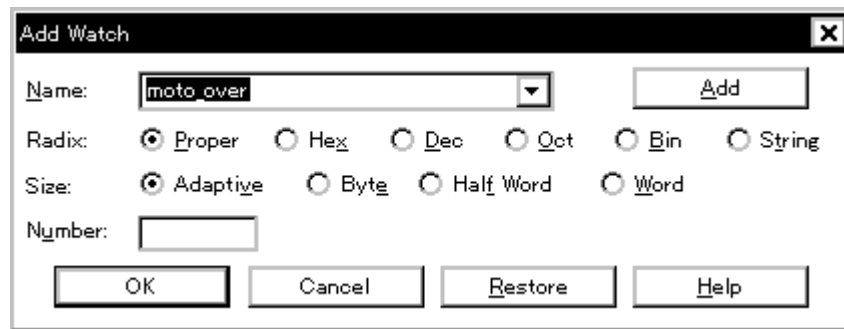 Add Watch
Name: moto_over Add
Radix: Proper Hex Dec Oct Bin String
Size: Adaptive Byte Half Word Word
Number:
OK Cancel Restore Help